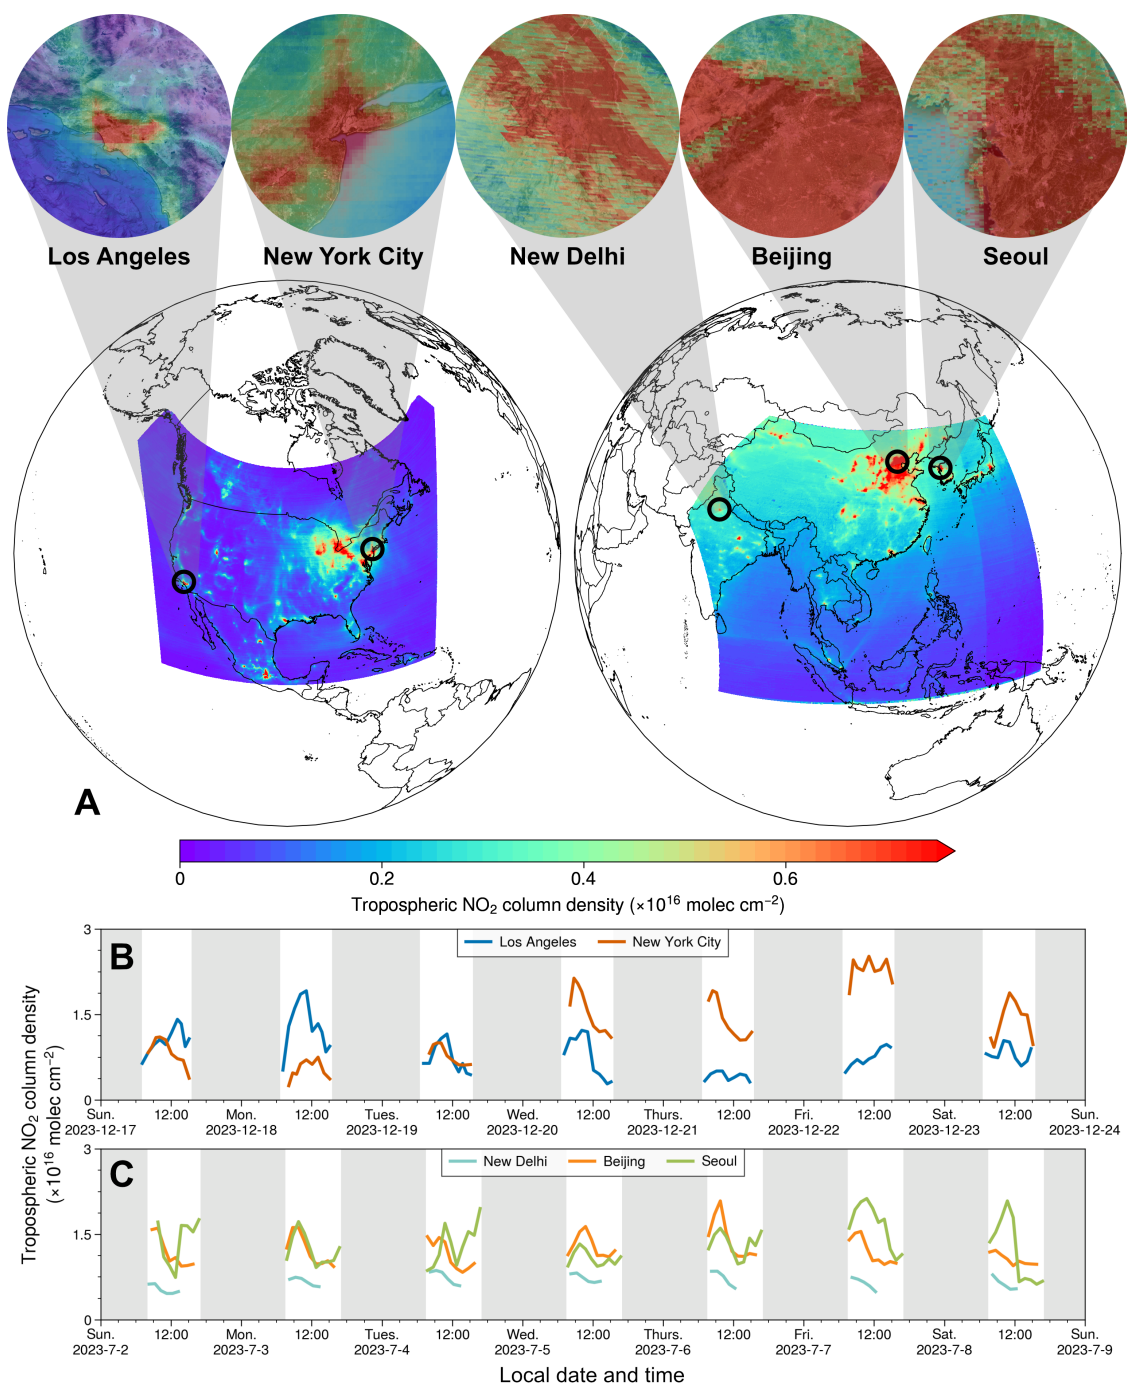 Los Angeles
New York City
New Delhi
Beijing
Seoul
A
0 0.2 0.4 0.6
Tropospheric NO₂ column density (×10¹⁶ molec cm⁻²)
Tropospheric NO₂ column density
(×10¹⁶ molec cm⁻²)
B
Los Angeles New York City
3
1.5
0
Sun. 12:00 Mon. 12:00 Tues. 12:00 Wed. 12:00 Thurs. 12:00 Fri. 12:00 Sat. 12:00 Sun.
2023-12-17 2023-12-18 2023-12-19 2023-12-20 2023-12-21 2023-12-22 2023-12-23 2023-12-24
C
New Delhi Beijing Seoul
3
1.5
0
Sun. 12:00 Mon. 12:00 Tues. 12:00 Wed. 12:00 Thurs. 12:00 Fri. 12:00 Sat. 12:00 Sun.
2023-7-2 2023-7-3 2023-7-4 2023-7-5 2023-7-6 2023-7-7 2023-7-8 2023-7-9
Local date and time